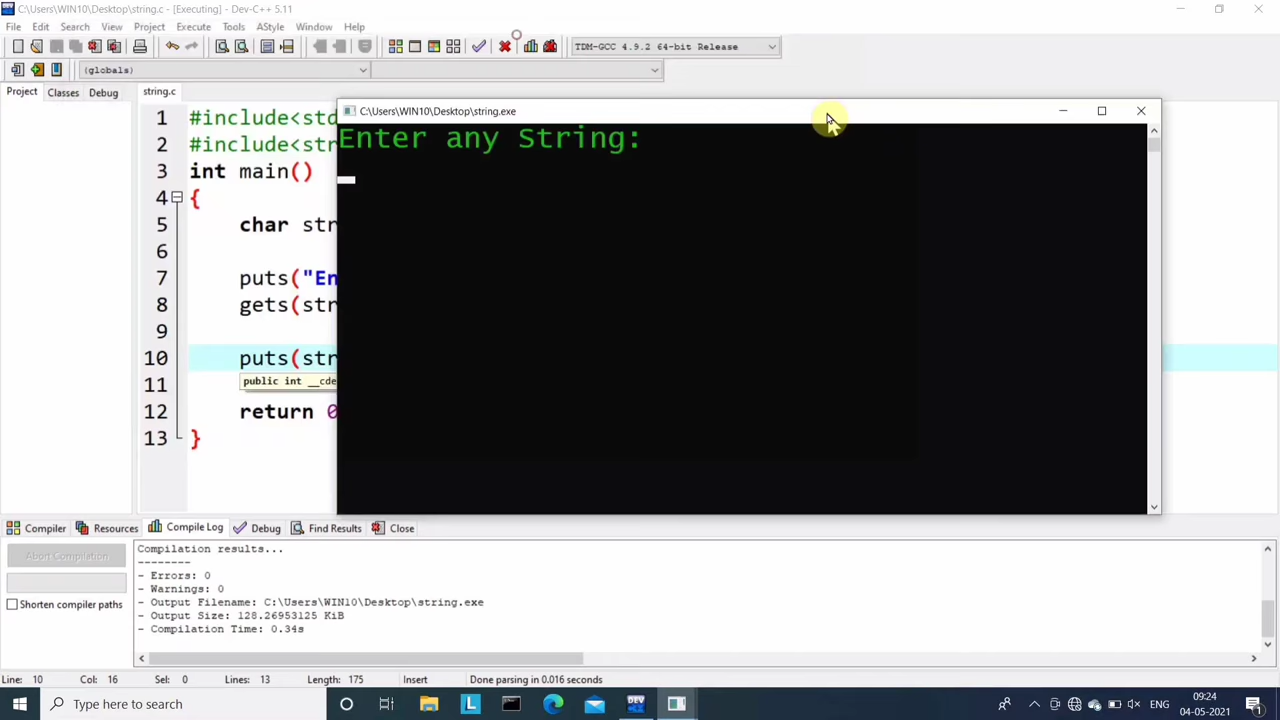 C:\Users\WIN10\Desktop\string.c - [Executing] - Dev-C++ 5.11
File Edit Search View Project Execute Tools AStyle Window Help
TDM-GCC 4.9.2 64-bit Release
(globals)
Project Classes Debug string.c
C:\Users\WIN10\Desktop\string.exe
Enter any String:
1 #include<std
2 #include<str
3 int main()
4 {
5 char str
6
7 puts("En
8 gets(str
9
10 puts(str
public int __cde
11
12 return 0
13 }
Compiler Resources Compile Log Debug Find Results Close
Abort Compilation
Shorten compiler paths
Compilation results...
--------
- Errors: 0
- Warnings: 0
- Output Filename: C:\Users\WIN10\Desktop\string.exe
- Output Size: 128.26953125 KiB
- Compilation Time: 0.34s
Line: 10 Col: 16 Sel: 0 Lines: 13 Length: 175 Insert Done parsing in 0.016 seconds
Type here to search
09:24
04-05-2021